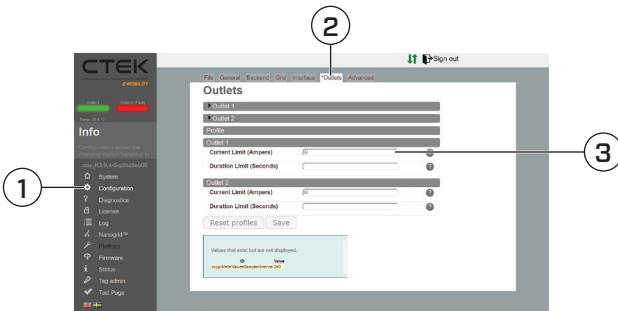 2
CTEK
E-MOBILITY
Sign out
File General Backend Grid Interface *Outlets Advanced
Outlets
Outlet 1
Outlet 2
Profile
Outlet 1
Current Limit (Ampere)
Duration Limit (Seconds)
Outlet 2
Current Limit (Ampere)
Duration Limit (Seconds)
Reset profiles Save
Values that exist but are not displayed.
ID Value
Info
Configuration
System
Configuration
Diagnostics
License
Log
Nanogrid™
Platform
Firmware
Status
Tag admin
Test Page
1
3